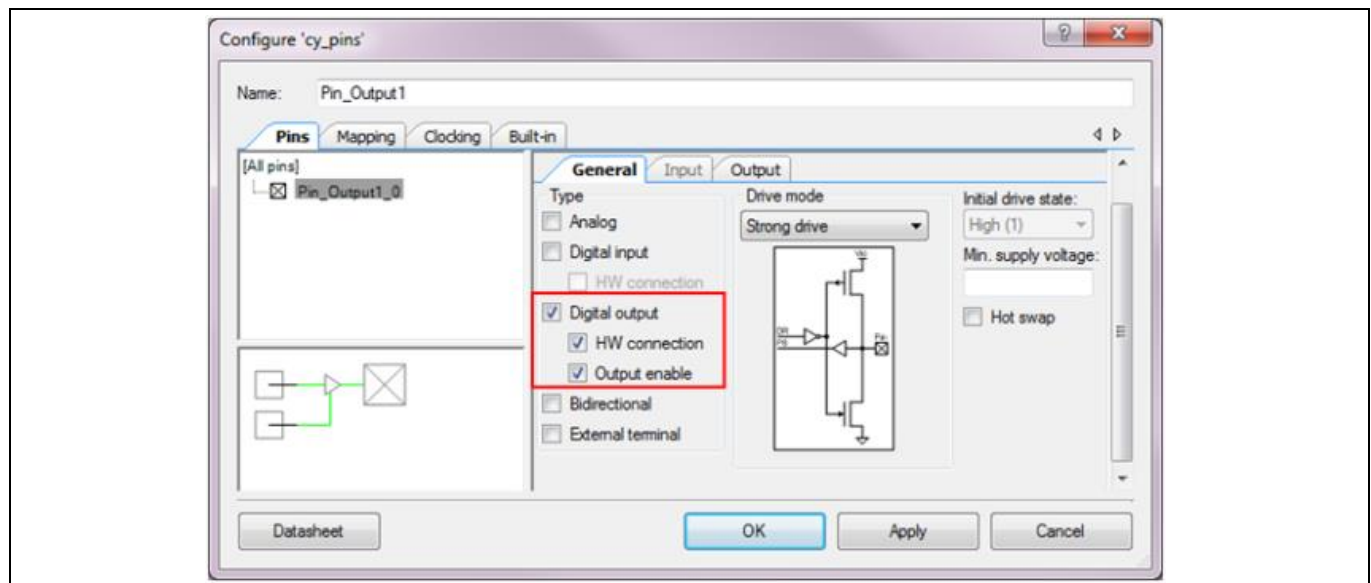 Configure 'cy_pins'
Name: Pin_Output1
Pins Mapping Clocking Built-in
[All pins]
Pin_Output1_0
General Input Output
Type
Analog
Digital input
HW connection
Digital output
HW connection
Output enable
Bidirectional
External terminal
Drive mode
Strong drive
Initial drive state:
High (1)
Min. supply voltage:
Hot swap
Datasheet OK Apply Cancel